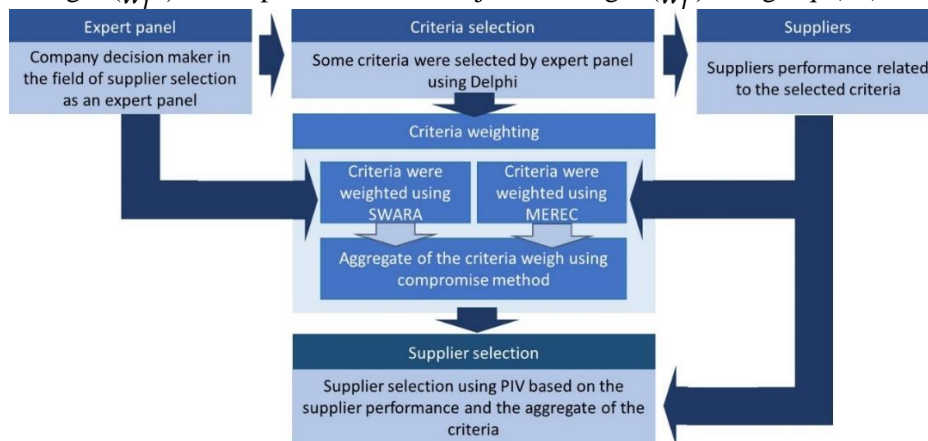 Expert panel
Company decision maker
in the field of supplier selection
as an expert panel
Criteria selection
Some criteria were selected by expert panel
using Delphi
Suppliers
Suppliers performance related
to the selected criteria
Criteria weighting
Criteria were
weighted using
SWARA
Criteria were
weighted using
MEREC
Aggregate of the criteria weigh using
compromise method
Supplier selection
Supplier selection using PIV based on the
supplier performance and the aggregate of the
criteria